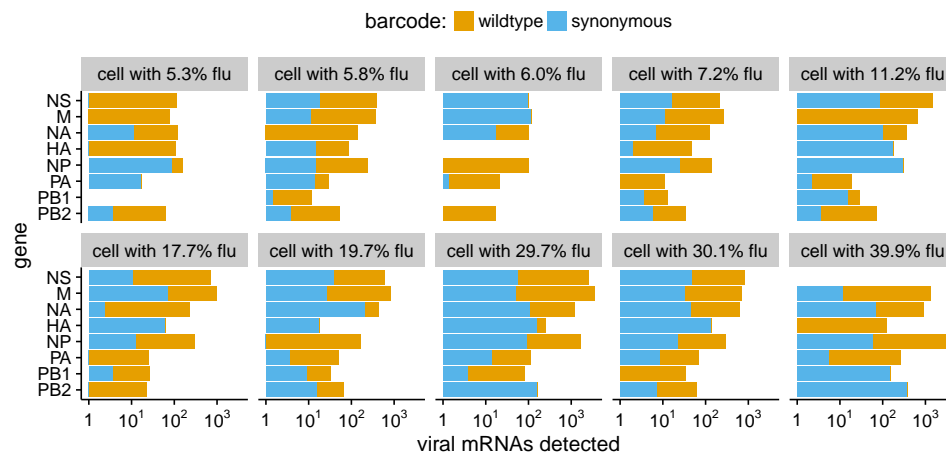 barcode: wildtype synonymous
cell with 5.3% flu cell with 5.8% flu cell with 6.0% flu cell with 7.2% flu cell with 11.2% flu
NS
M
NA
HA
NP
PA
PB1
PB2
gene
cell with 17.7% flu cell with 19.7% flu cell with 29.7% flu cell with 30.1% flu cell with 39.9% flu
NS
M
NA
HA
NP
PA
PB1
PB2
1 10¹ 10² 10³ 1 10¹ 10² 10³ 1 10¹ 10² 10³ 1 10¹ 10² 10³ 1 10¹ 10² 10³
viral mRNAs detected